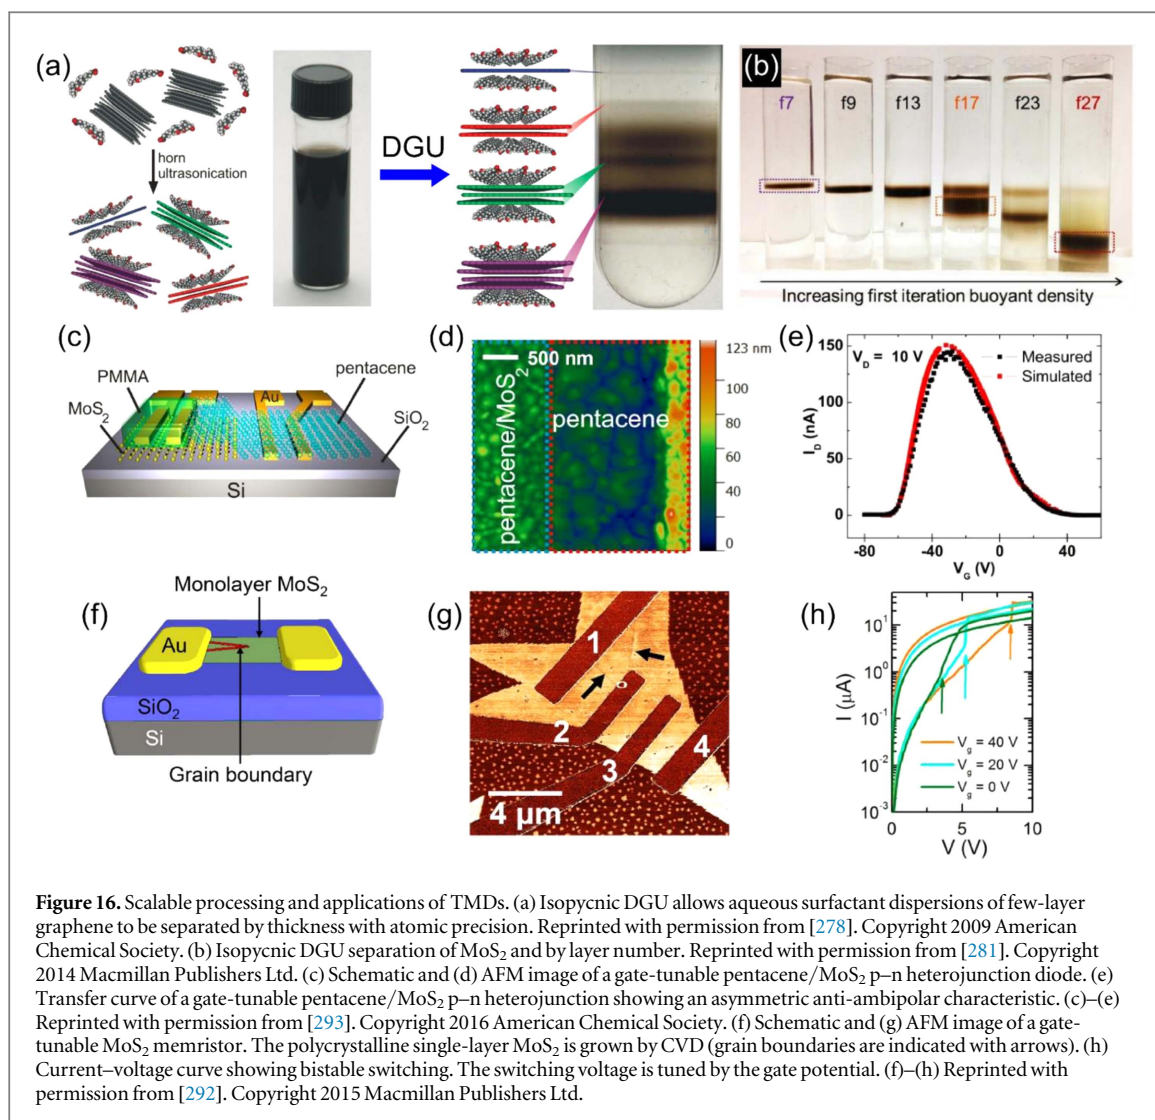 (a)
horn
ultrasonication
DGU
(b)
f7
f9
f13
f17
f23
f27
Increasing first iteration buoyant density
(c)
PMMA
MoS₂
Au
pentacene
SiO₂
Si
(d)
500 nm
pentacene/MoS₂
pentacene
123 nm
100
80
60
40
20
0
(e)
V_D = 10 V
Measured
Simulated
150
100
50
0
I_D (nA)
-80
-40
0
40
V_G (V)
(f)
Monolayer MoS₂
Au
SiO₂
Si
Grain boundary
(g)
1
2
3
4
4 μm
(h)
10¹
10⁰
10⁻¹
10⁻²
10⁻³
I (μA)
V_g = 40 V
V_g = 20 V
V_g = 0 V
0
5
10
V (V)
Figure 16. Scalable processing and applications of TMDs. (a) Isopycnic DGU allows aqueous surfactant dispersions of few-layer
graphene to be separated by thickness with atomic precision. Reprinted with permission from [278]. Copyright 2009 American
Chemical Society. (b) Isopycnic DGU separation of MoS₂ and by layer number. Reprinted with permission from [281]. Copyright
2014 Macmillan Publishers Ltd. (c) Schematic and (d) AFM image of a gate-tunable pentacene/MoS₂ p–n heterojunction diode. (e)
Transfer curve of a gate-tunable pentacene/MoS₂ p–n heterojunction showing an asymmetric anti-ambipolar characteristic. (c)–(e)
Reprinted with permission from [293]. Copyright 2016 American Chemical Society. (f) Schematic and (g) AFM image of a gate-
tunable MoS₂ memristor. The polycrystalline single-layer MoS₂ is grown by CVD (grain boundaries are indicated with arrows). (h)
Current–voltage curve showing bistable switching. The switching voltage is tuned by the gate potential. (f)–(h) Reprinted with
permission from [292]. Copyright 2015 Macmillan Publishers Ltd.